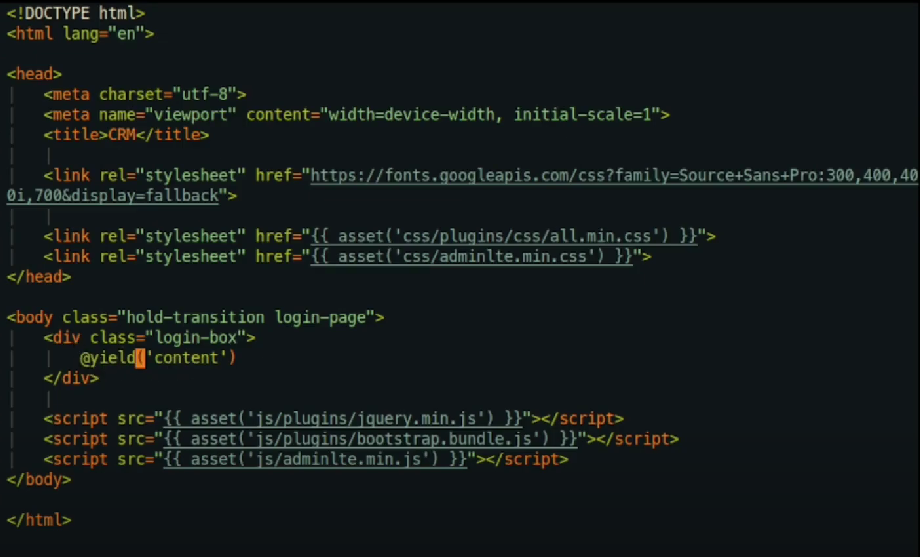 <!DOCTYPE html>
<html lang="en">
<head>
<meta charset="utf-8">
<meta name="viewport" content="width=device-width, initial-scale=1">
<title>CRM</title>
<link rel="stylesheet" href="https://fonts.googleapis.com/css?family=Source+Sans+Pro:300,400,40
0i,700&display=fallback">
<link rel="stylesheet" href="{{ asset('css/plugins/css/all.min.css') }}">
<link rel="stylesheet" href="{{ asset('css/adminlte.min.css') }}">
</head>
<body class="hold-transition login-page">
<div class="login-box">
@yield('content')
</div>
<script src="{{ asset('js/plugins/jquery.min.js') }}"></script>
<script src="{{ asset('js/plugins/bootstrap.bundle.js') }}"></script>
<script src="{{ asset('js/adminlte.min.js') }}"></script>
</body>
</html>